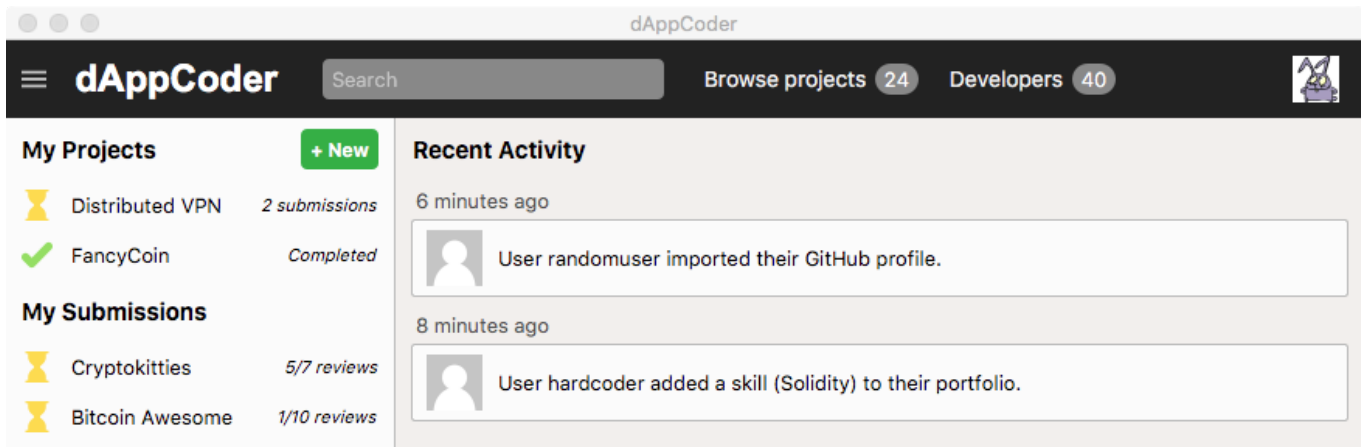 dAppCoder
dAppCoder Search Browse projects 24 Developers 40
My Projects + New
Distributed VPN 2 submissions
FancyCoin Completed
My Submissions
Cryptokitties 5/7 reviews
Bitcoin Awesome 1/10 reviews
Recent Activity
6 minutes ago
User randomuser imported their GitHub profile.
8 minutes ago
User hardcoder added a skill (Solidity) to their portfolio.